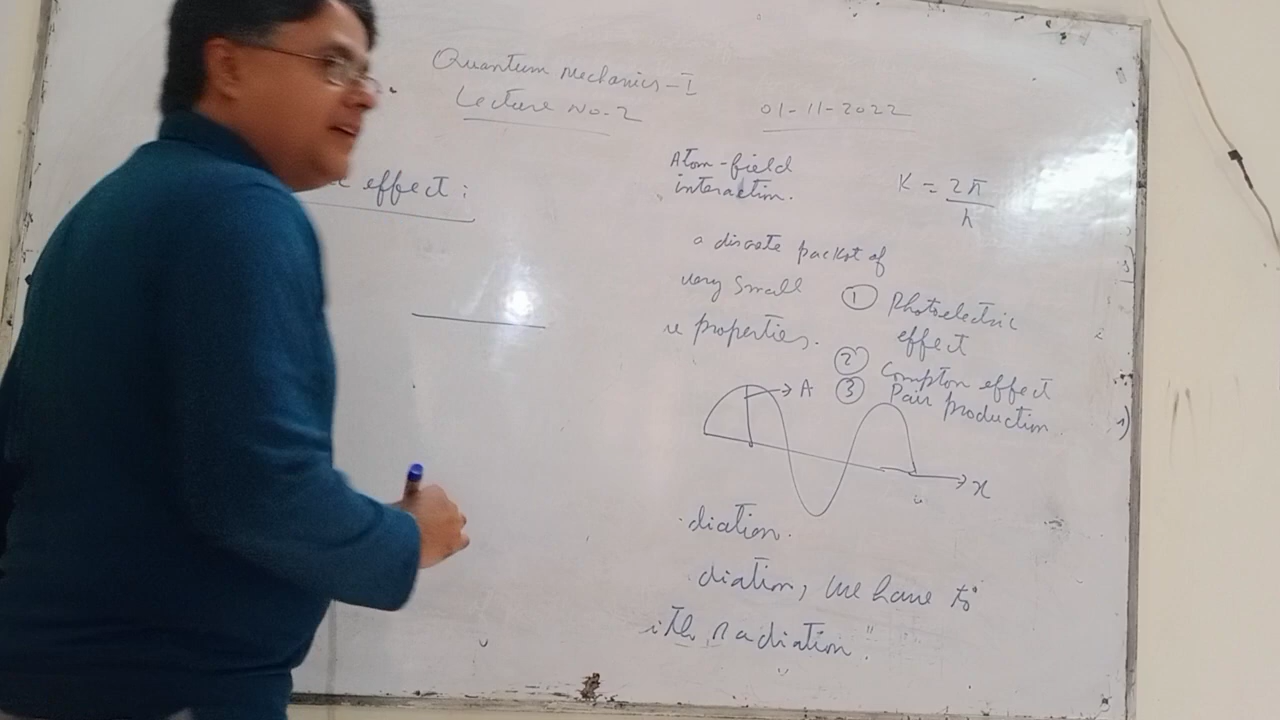 Quantum Mechanics-I
Lecture No-2
01-11-2022
effect:
Atom-field
interaction.
K = 2π
λ
a discrete packet of
very small
re properties.
① Photoelectric
effect
② Compton effect
③ Pair production
A
x
diation.
diation, we have to
ith Radiation".